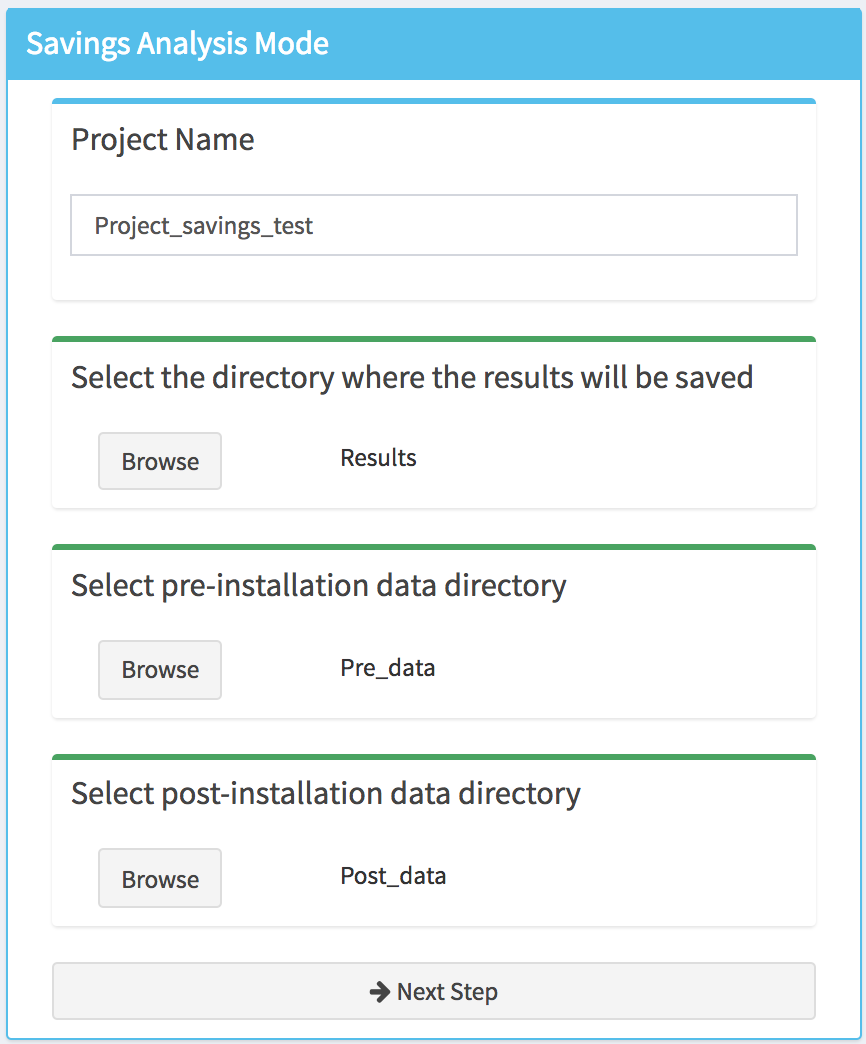 Savings Analysis Mode
Project Name
Project_savings_test
Select the directory where the results will be saved
Browse
Results
Select pre-installation data directory
Browse
Pre_data
Select post-installation data directory
Browse
Post_data
Next Step